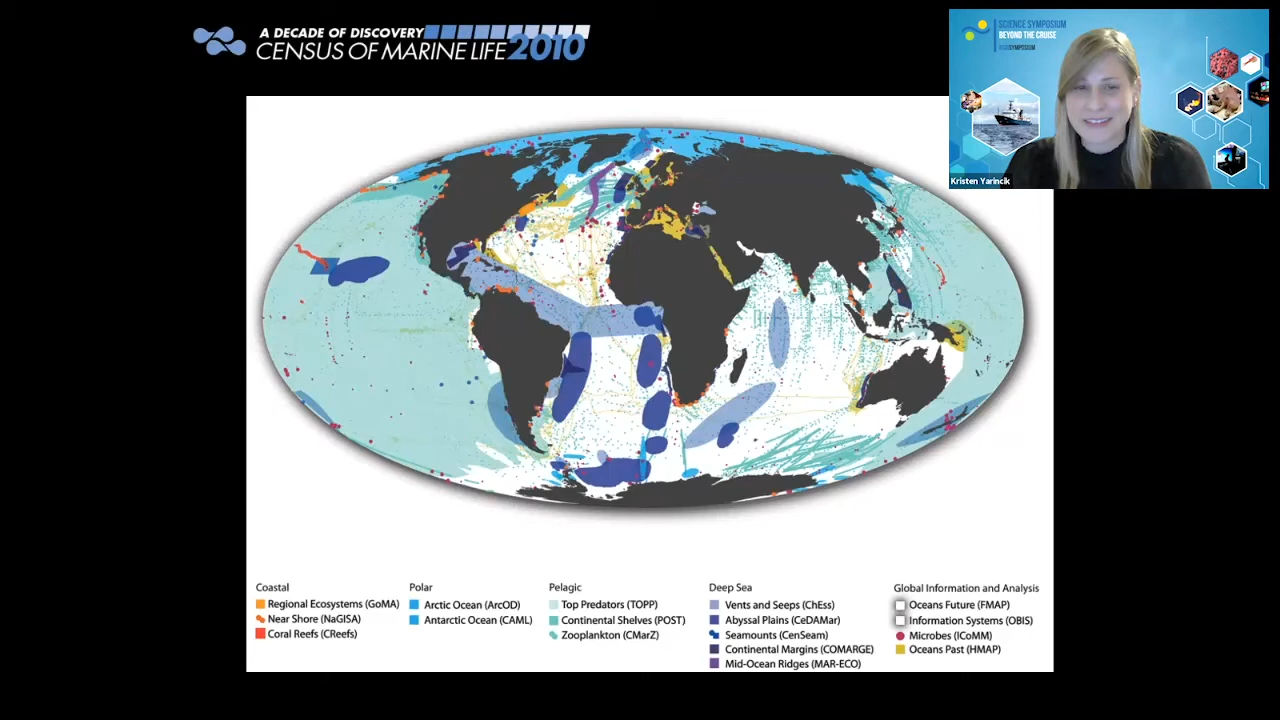 A DECADE OF DISCOVERY
CENSUS OF MARINE LIFE 2010
SCIENCE SYMPOSIUM
BEYOND THE CRUISE
Kristen Yarincik
Coastal
Regional Ecosystems (GoMA)
Near Shore (NaGISA)
Coral Reefs (CReefs)
Polar
Arctic Ocean (ArcOD)
Antarctic Ocean (CAML)
Pelagic
Top Predators (TOPP)
Continental Shelves (POST)
Zooplankton (CMarZ)
Deep Sea
Vents and Seeps (ChEss)
Abyssal Plains (CeDAMar)
Seamounts (CenSeam)
Continental Margins (COMARGE)
Mid-Ocean Ridges (MAR-ECO)
Global Information and Analysis
Oceans Future (FMAP)
Information Systems (OBIS)
Microbes (ICoMM)
Oceans Past (HMAP)